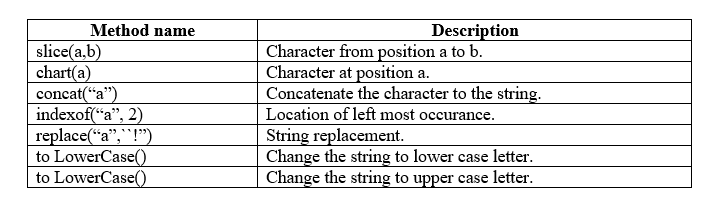 Method name Description
slice(a,b) Character from position a to b.
chart(a) Character at position a.
concat(“a”) Concatenate the character to the string.
indexof(“a”, 2) Location of left most occurance.
replace(“a”,``!”) String replacement.
to LowerCase() Change the string to lower case letter.
to LowerCase() Change the string to upper case letter.